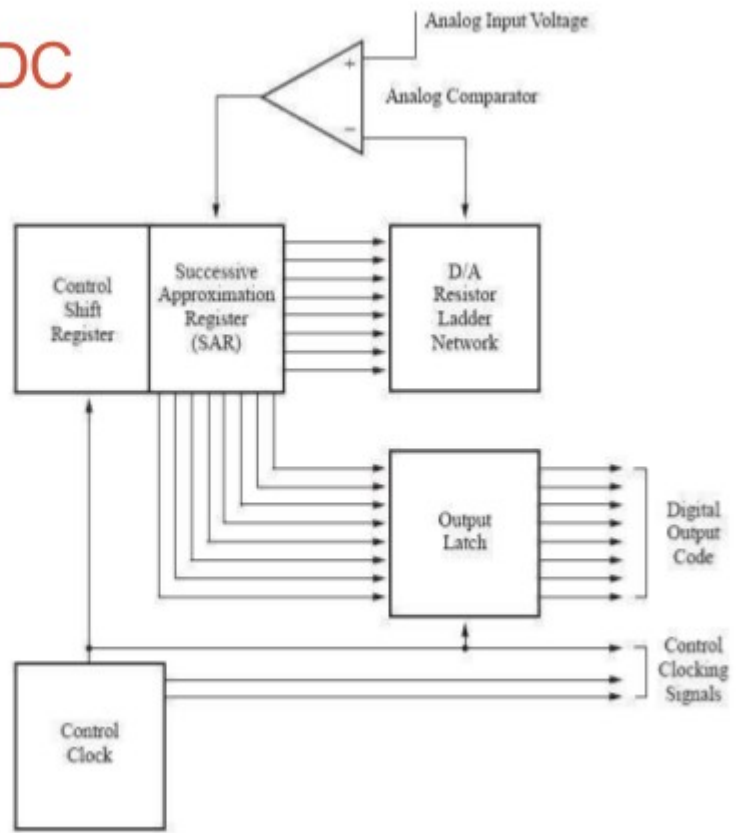 DC
Analog Input Voltage
+
Analog Comparator
−
Control
Shift
Register
Successive
Approximation
Register
(SAR)
D/A
Resistor
Ladder
Network
Output
Latch
Digital
Output
Code
Control
Clocking
Signals
Control
Clock